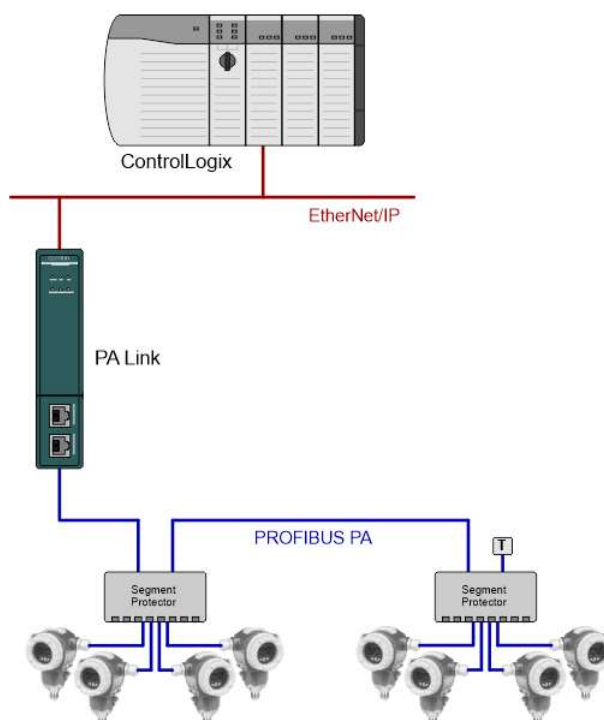 ControlLogix
EtherNet/IP
PA Link
PROFIBUS PA
T
Segment
Protector
Segment
Protector